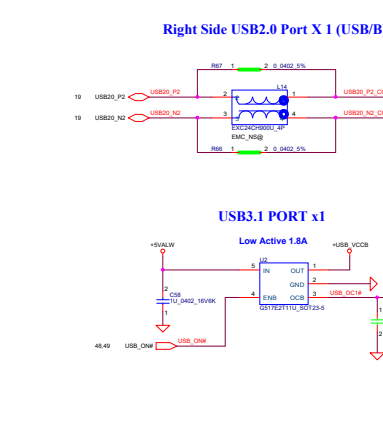 Right Side USB2.0 Port X 1 (USB/B
R67 1 2 0_0402_5%
L14
19 USB20_P2 USB20_P2 2 1 USB20_P2_C
19 USB20_N2 USB20_N2 3 4 USB20_N2_C
EXC24CH900U_4P
EMC_NS@
R66 1 2 0_0402_5%
USB3.1 PORT x1
+5VALW Low Active 1.8A +USB_VCCB
U2
5 IN OUT 1
GND 2
4 ENB OCB 3 USB_OC1#
G517E2T11U_SOT23-5
2
C58
1U_0402_16V6K
1
1
2
48,49 USB_ON# USB_ON#